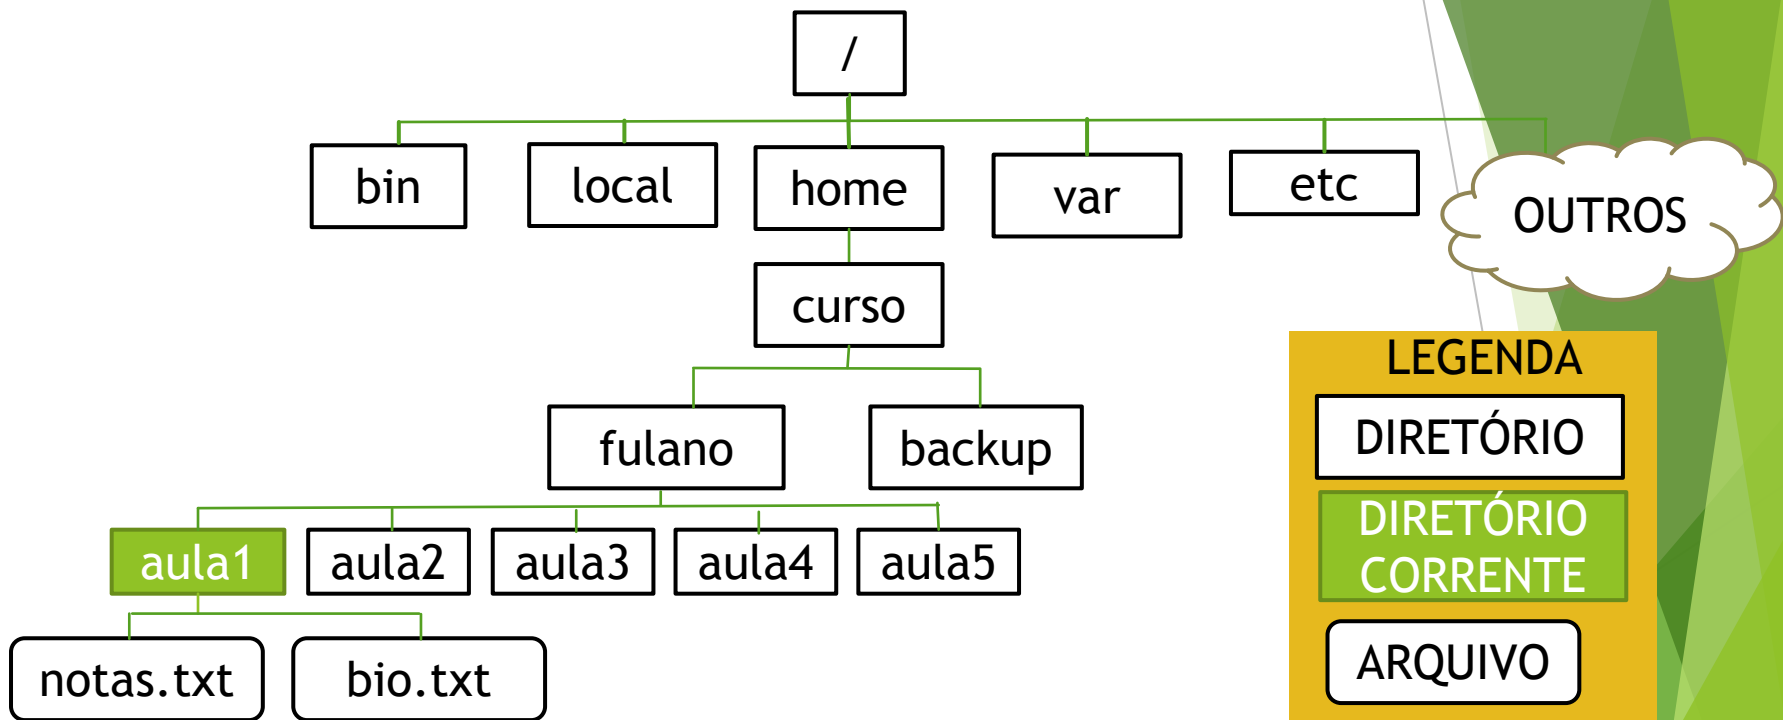 /
bin
local
home
var
etc
OUTROS
curso
LEGENDA
fulano
backup
DIRETÓRIO
aula1
aula2
aula3
aula4
aula5
DIRETÓRIO
CORRENTE
notas.txt
bio.txt
ARQUIVO